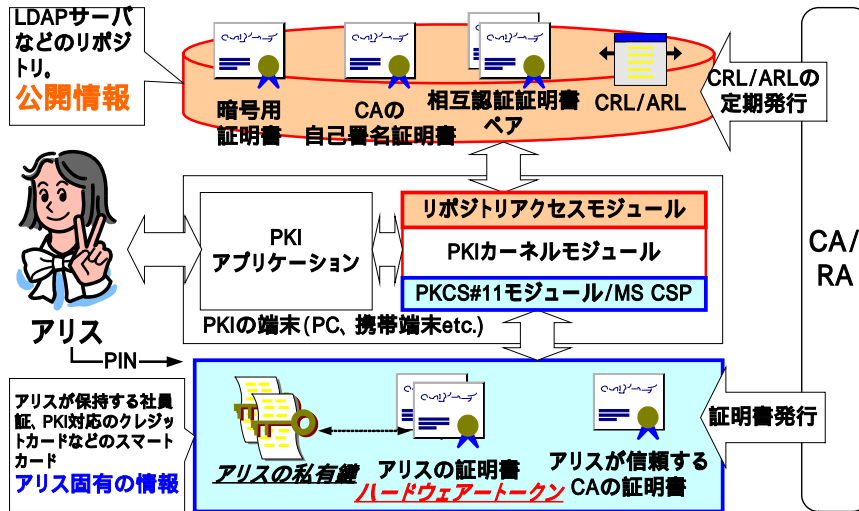 LDAPサーバ
などのリポジ
トリ。
公開情報
暗号用
証明書
CAの
自己署名証明書
相互認証証明書
ペア
CRL/ARL
CRL/ARLの
定期発行
アリス
PKI
アプリケーション
リポジトリアクセスモジュール
PKIカーネルモジュール
PKCS#11モジュール/MS CSP
PKIの端末(PC、携帯端末etc.)
CA/
RA
PIN
アリスが保持する社員
証、PKI対応のクレジッ
トカードなどのスマート
カード
アリス固有の情報
アリスの私有鍵
アリスの証明書
ハードウェアートークン
アリスが信頼する
CAの証明書
証明書発行